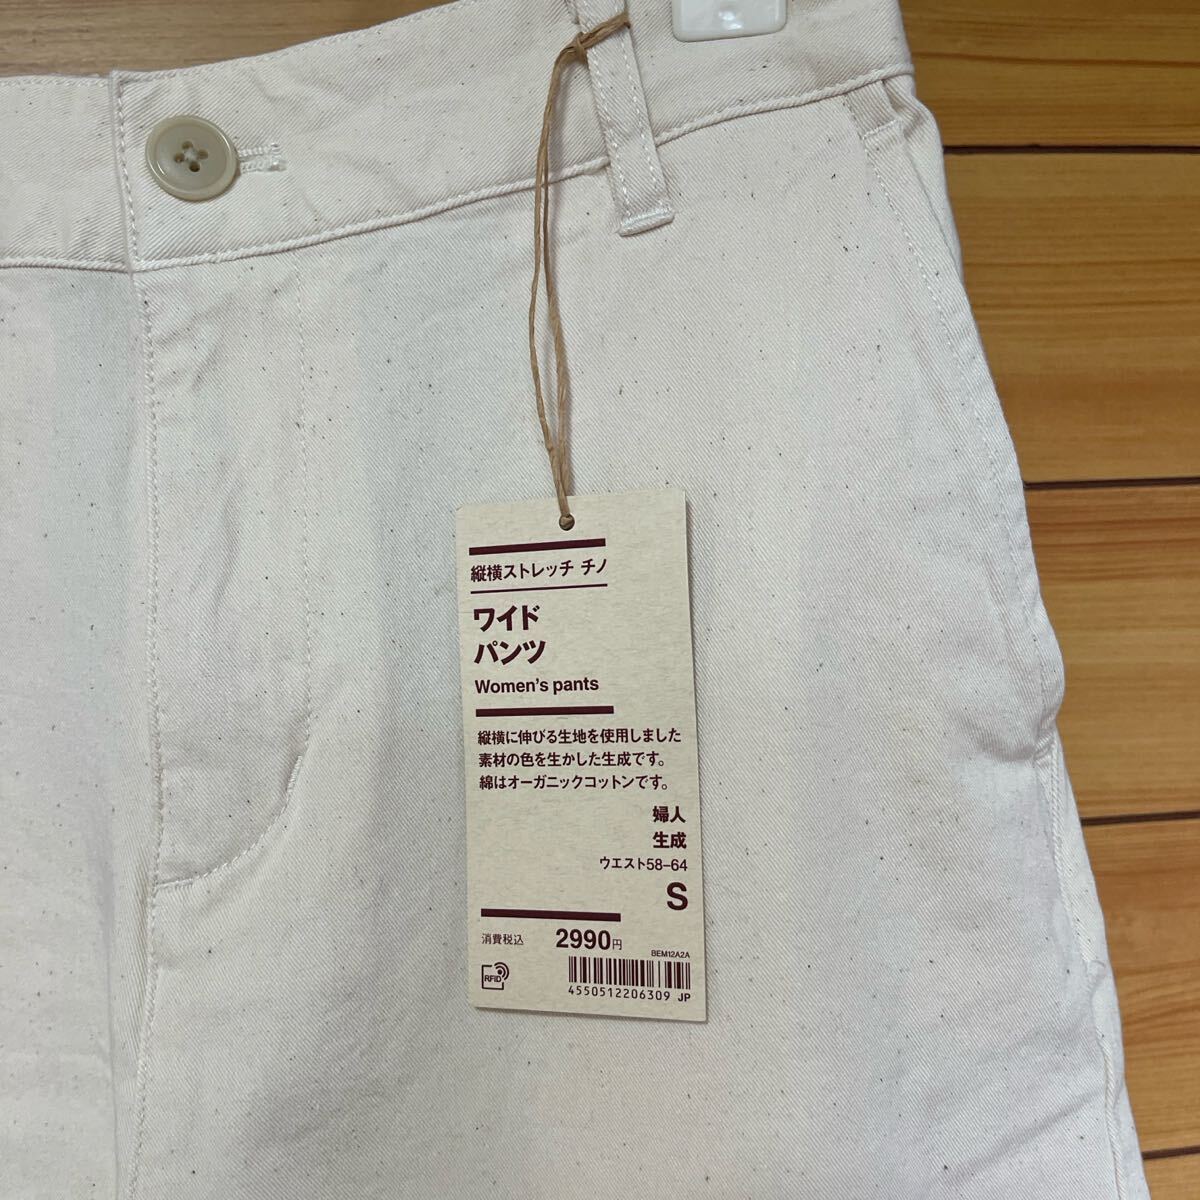 縦横ストレッチ チノ
ワイド
パンツ
Women's pants
縦横に伸びる生地を使用しました
素材の色を生かした生成です。
綿はオーガニックコットンです。
婦人
生成
ウエスト58-64
S
消費税込 2990円
BEM12A2A
RFID
4550512206309 JP